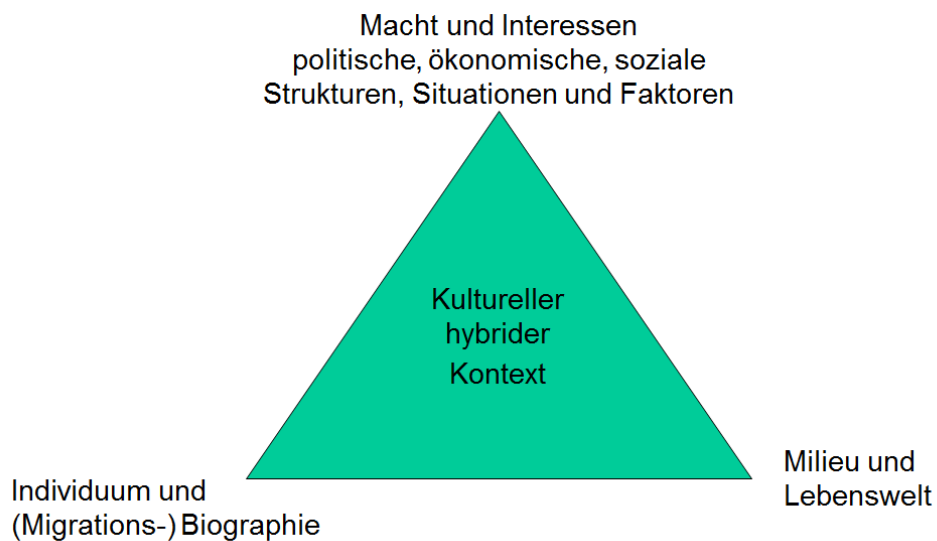 Macht und Interessen
politische, ökonomische, soziale
Strukturen, Situationen und Faktoren
Kultureller
hybrider
Kontext
Individuum und
(Migrations-) Biographie
Milieu und
Lebenswelt